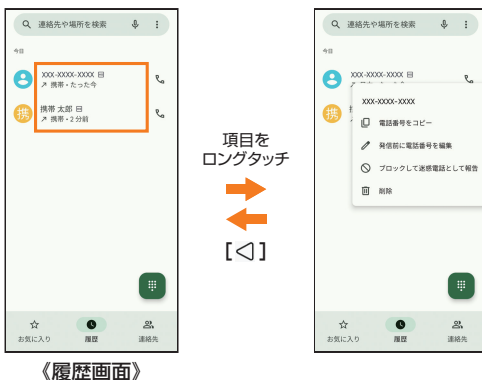 連絡先や場所を検索
今日
XXX-XXXX-XXXX
携帯・たった今
携
携帯 太郎
携帯・2 分前
お気に入り
履歴
連絡先
《履歴画面》
項目を
ロングタッチ
[◁]
連絡先や場所を検索
今日
XXX-XXXX-XXXX
携
XXX-XXXX-XXXX
電話番号をコピー
発信前に電話番号を編集
ブロックして迷惑電話として報告
削除
お気に入り
履歴
連絡先